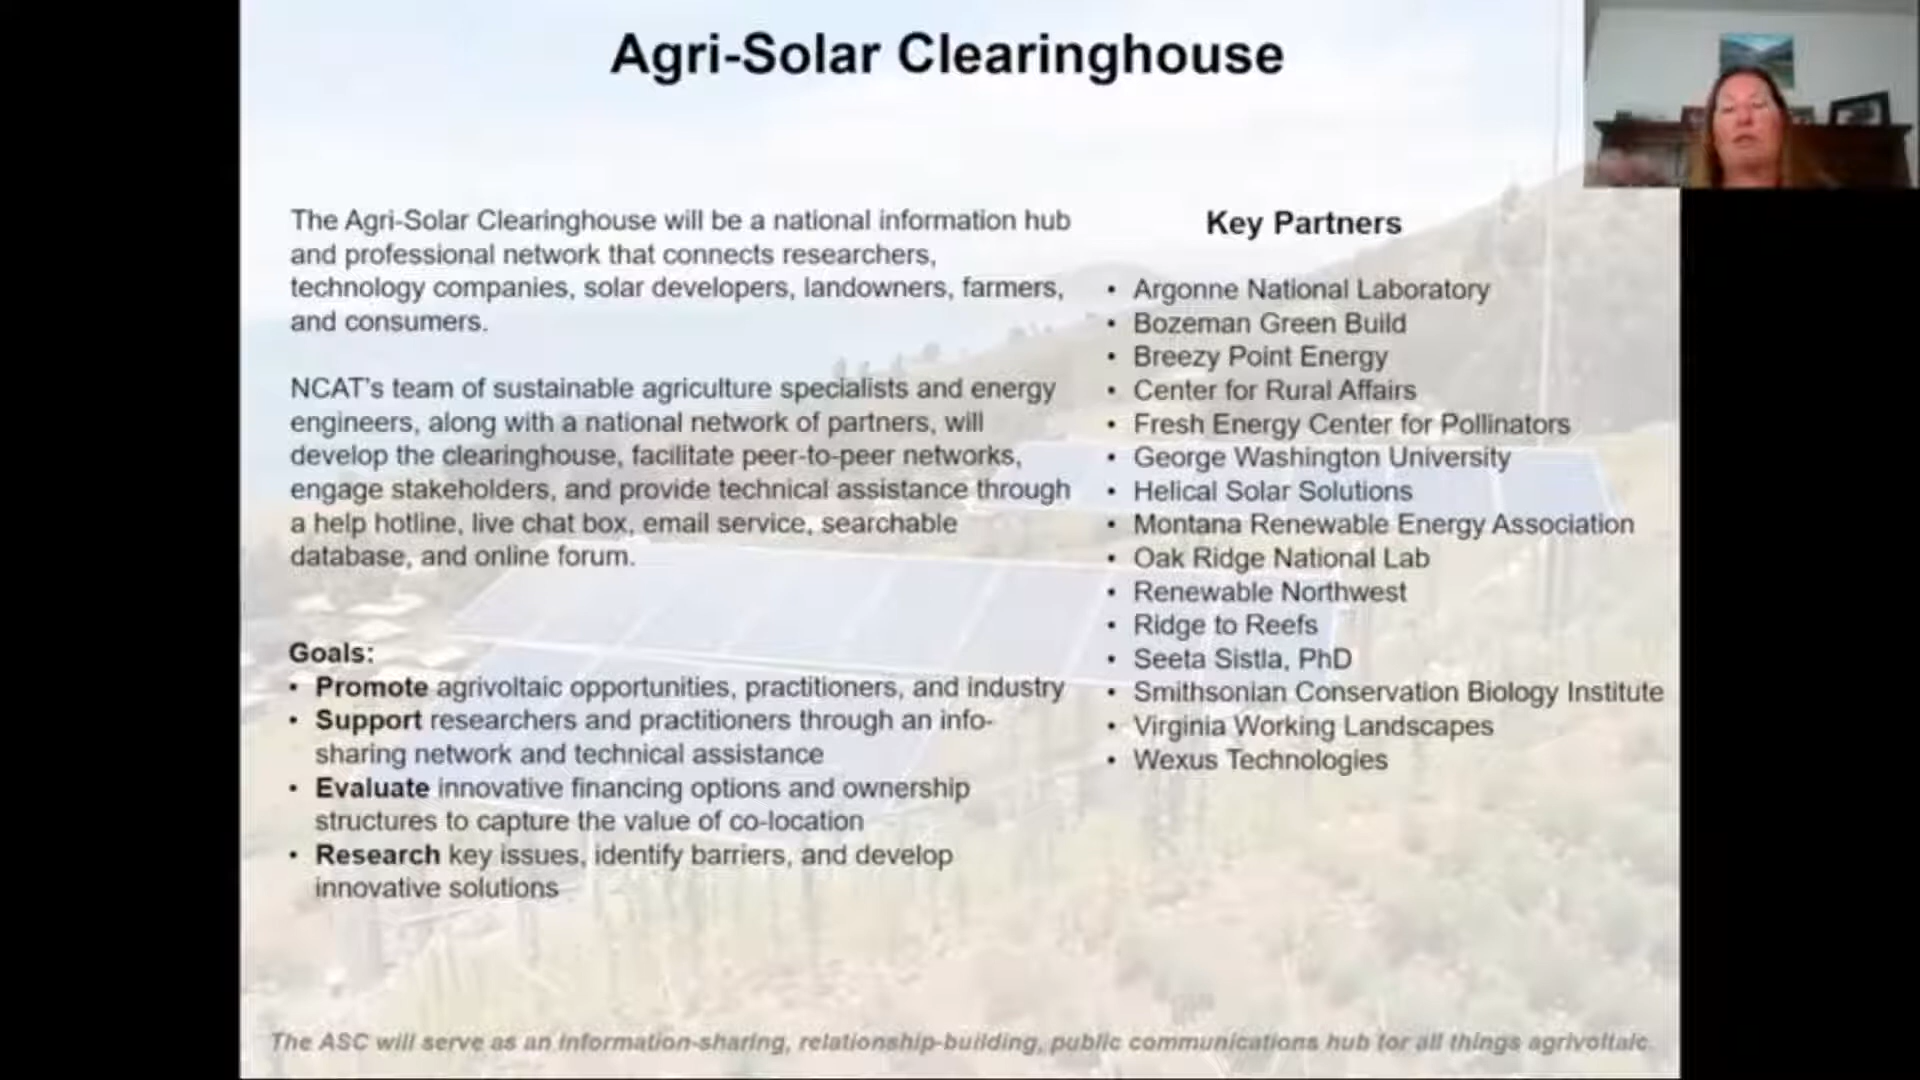 Agri-Solar Clearinghouse
The Agri-Solar Clearinghouse will be a national information hub
and professional network that connects researchers,
technology companies, solar developers, landowners, farmers,
and consumers.
NCAT's team of sustainable agriculture specialists and energy
engineers, along with a national network of partners, will
develop the clearinghouse, facilitate peer-to-peer networks,
engage stakeholders, and provide technical assistance through
a help hotline, live chat box, email service, searchable
database, and online forum.
Goals:
• Promote agrivoltaic opportunities, practitioners, and industry
• Support researchers and practitioners through an info-
sharing network and technical assistance
• Evaluate innovative financing options and ownership
structures to capture the value of co-location
• Research key issues, identify barriers, and develop
innovative solutions
Key Partners
• Argonne National Laboratory
• Bozeman Green Build
• Breezy Point Energy
• Center for Rural Affairs
• Fresh Energy Center for Pollinators
• George Washington University
• Helical Solar Solutions
• Montana Renewable Energy Association
• Oak Ridge National Lab
• Renewable Northwest
• Ridge to Reefs
• Seeta Sistla, PhD
• Smithsonian Conservation Biology Institute
• Virginia Working Landscapes
• Wexus Technologies
The ASC will serve as an information-sharing, relationship-building, public communications hub for all things agrivoltaic.